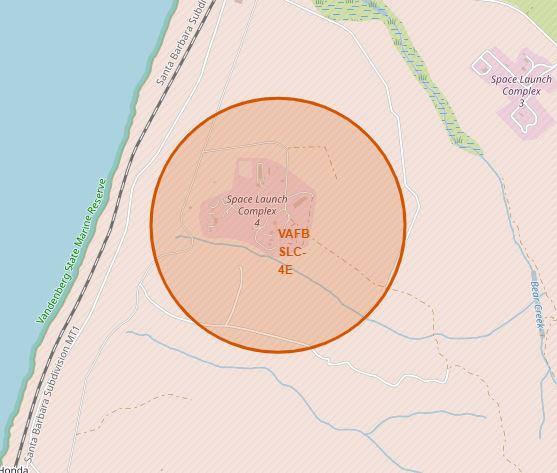 Santa Barbara Subdivi
Space Launch
Complex
3
Space Launch
Complex
4
VAFB
SLC-
4E
Vandenberg State Marine Reserve
Bear Creek
Santa Barbara Subdivision MT1
Honda